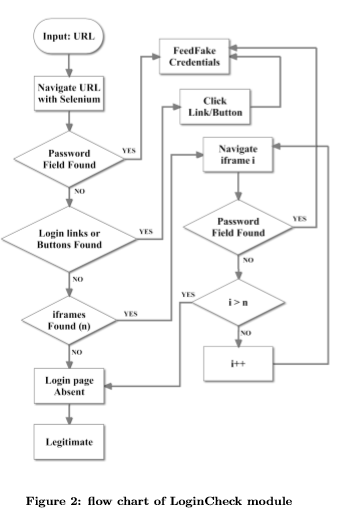 Input: URL
Navigate URL
with Selenium
Password
Field Found
YES
NO
Login links or
Buttons Found
YES
NO
iframes
Found (n)
YES
NO
Login page
Absent
Legitimate
FeedFake
Credentials
Click
Link/Button
Navigate
iframe i
Password
Field Found
YES
NO
i > n
YES
NO
i++
Figure 2: flow chart of LoginCheck module